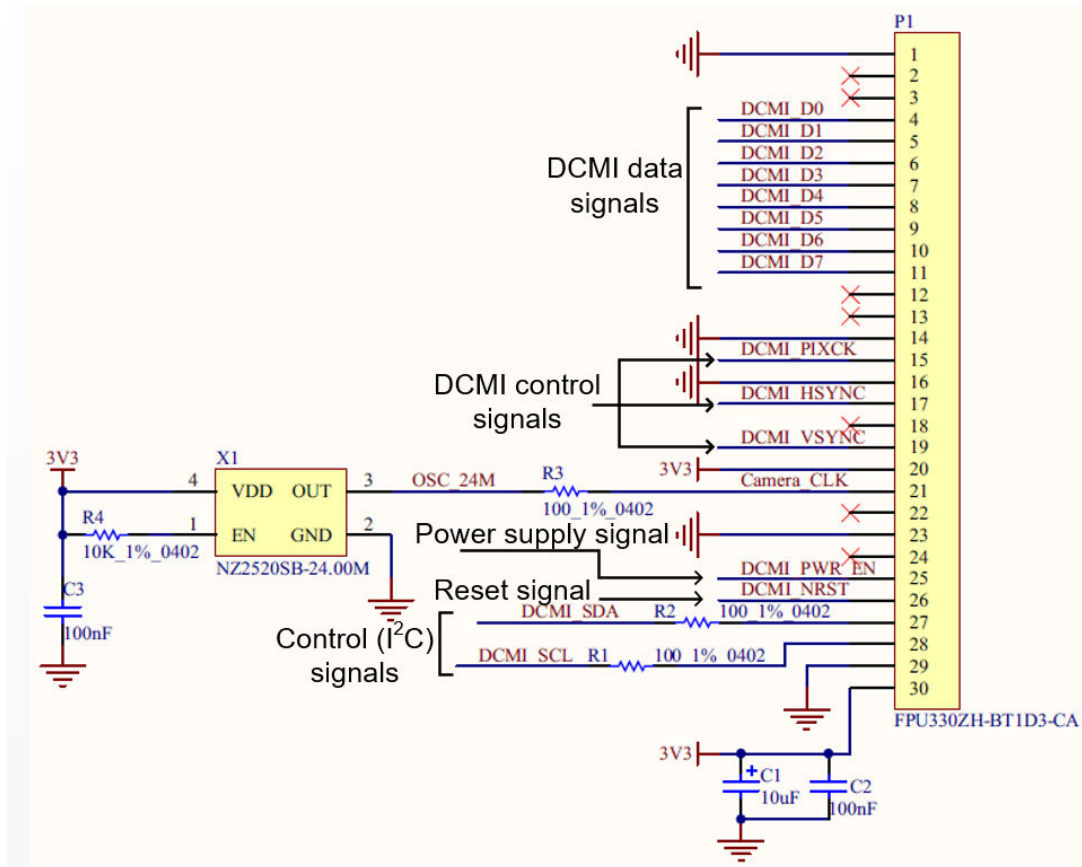 P1
1
2
3
DCMI_D0 4
DCMI_D1 5
DCMI_D2 6
DCMI_D3 7
DCMI_D4 8
DCMI_D5 9
DCMI_D6 10
DCMI_D7 11
DCMI data
signals
12
13
14
DCMI_PIXCK 15
16
DCMI_HSYNC 17
18
DCMI_VSYNC 19
DCMI control
signals
3V3 20
Camera_CLK 21
22
23
24
DCMI_PWR_EN 25
DCMI_NRST 26
27
28
29
30
FPU330ZH-BT1D3-CA
3V3
X1
4 VDD OUT 3
1 EN GND 2
NZ2520SB-24.00M
OSC_24M
R3
100_1%_0402
R4
10K_1%_0402
C3
100nF
Power supply signal
Reset signal
Control (I²C)
signals
DCMI_SDA R2 100_1%_0402
DCMI_SCL R1 100_1%_0402
3V3
+ C1
10uF
C2
100nF